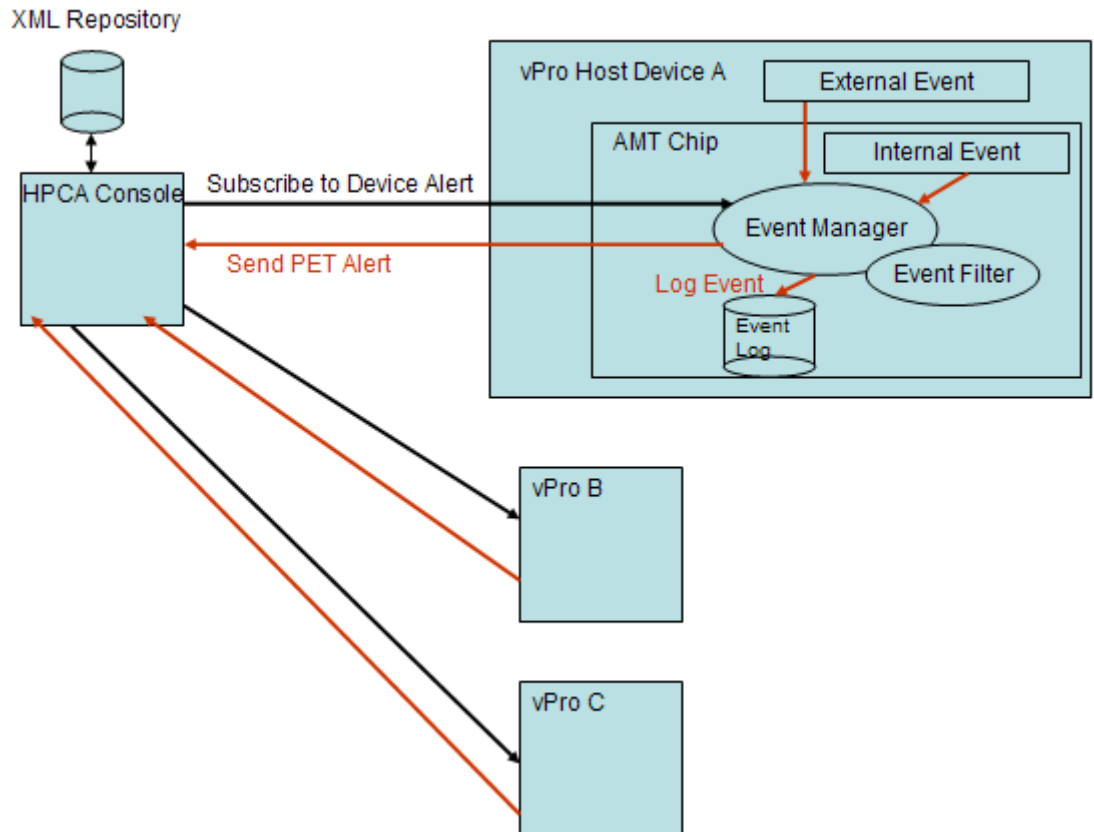 XML Repository
vPro Host Device A
External Event
AMT Chip
Internal Event
HPCA Console
Subscribe to Device Alert
Event Manager
Send PET Alert
Event Filter
Log Event
Event
Log
vPro B
vPro C